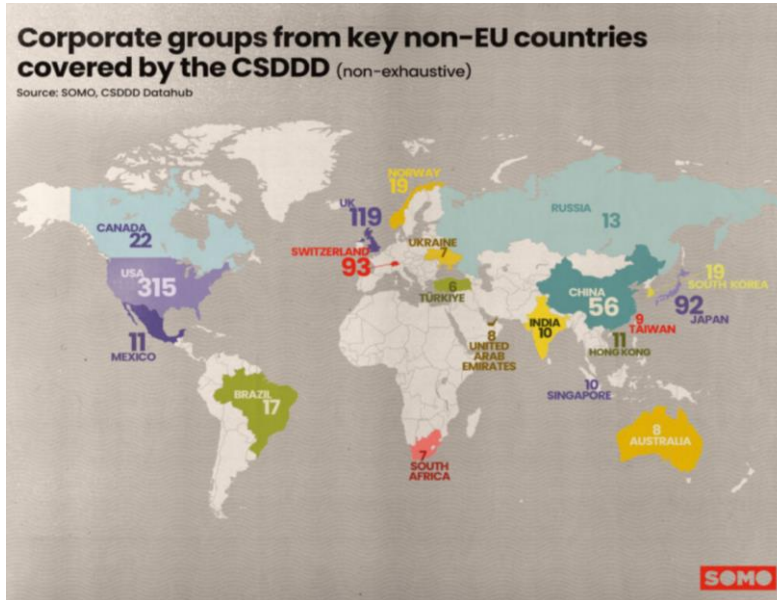 Corporate groups from key non-EU countries
covered by the CSDDD (non-exhaustive)
Source: SOMO, CSDDD Datahub
NORWAY
19
UK
119
RUSSIA
13
CANADA
22
SWITZERLAND
93
UKRAINE
7
USA
315
6
TÜRKIYE
CHINA
56
19
SOUTH KOREA
92
JAPAN
11
MEXICO
INDIA
10
9
TAIWAN
11
HONG KONG
8
UNITED
ARAB
EMIRATES
10
SINGAPORE
BRAZIL
17
8
AUSTRALIA
7
SOUTH
AFRICA
SOMO